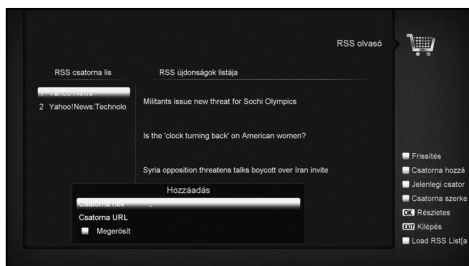 RSS olvasó
RSS csatorna lis
RSS újdonságok listája
2 Yahoo!News:Technolo
Militants issue new threat for Sochi Olympics
Is the 'clock turning back' on American women?
Syria opposition threatens talks boycott over Iran invite
Frissítés
Csatorna hozzá
Jelenlegi csator
Csatorna szerke
OK Részletes
EXIT Kilépés
Load RSS List[a
Hozzáadás
Csatorna név
Csatorna URL
Megerősít